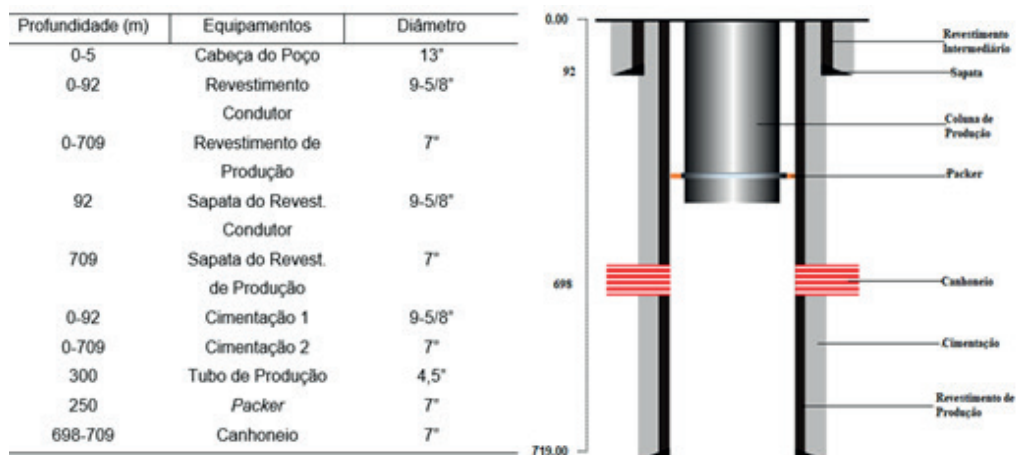 Profundidade (m) Equipamentos Diâmetro
0-5 Cabeça do Poço 13"
0-92 Revestimento 9-5/8"
Condutor
0-709 Revestimento de 7"
Produção
92 Sapata do Revest. 9-5/8"
Condutor
709 Sapata do Revest. 7"
de Produção
0-92 Cimentação 1 9-5/8"
0-709 Cimentação 2 7"
300 Tubo de Produção 4,5"
250 Packer 7"
698-709 Canhoneio 7"
0.00
92
698
719.00
Revestimento
Intermediário
Sapata
Coluna de
Produção
Packer
Canhoneio
Cimentação
Revestimento de
Produção